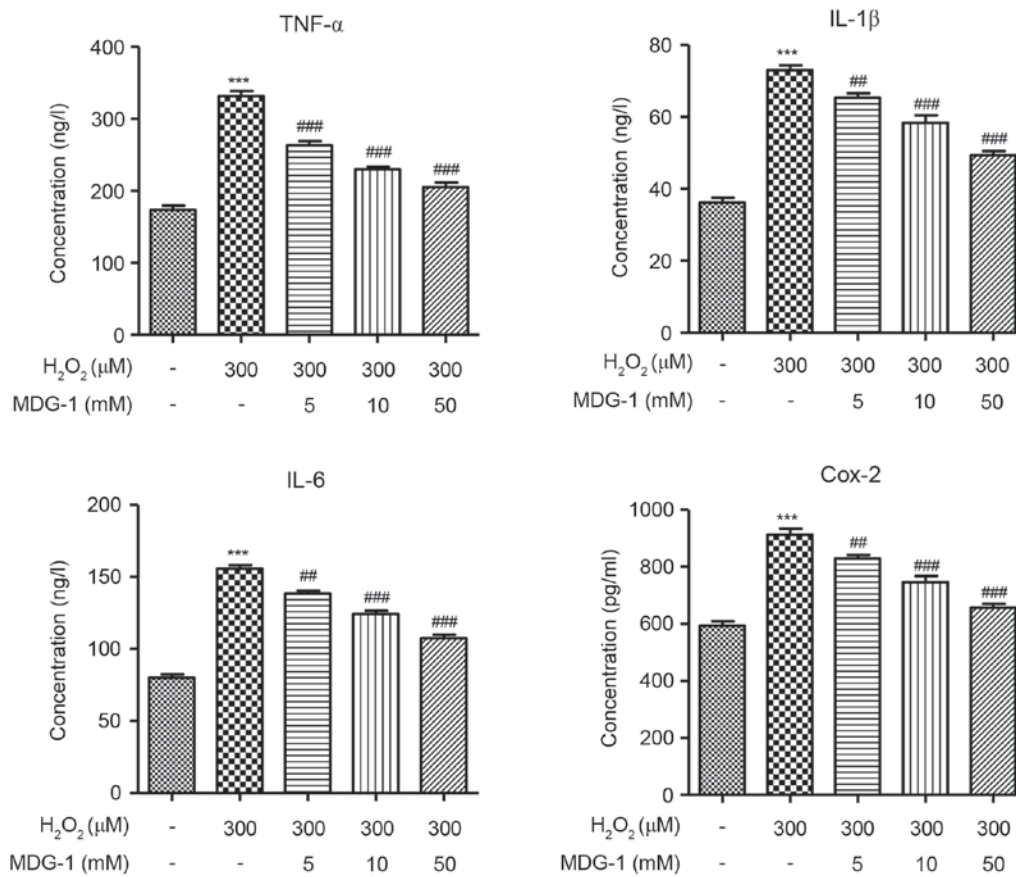 TNF-α
Concentration (ng/l)
400
300
200
100
0
***
###
###
###
H₂O₂ (μM) - 300 300 300 300
MDG-1 (mM) - - 5 10 50
IL-1β
Concentration (ng/l)
80
60
40
20
0
***
##
###
###
H₂O₂ (μM) - 300 300 300 300
MDG-1 (mM) - - 5 10 50
IL-6
Concentration (ng/l)
200
150
100
50
0
***
##
###
###
H₂O₂ (μM) - 300 300 300 300
MDG-1 (mM) - - 5 10 50
Cox-2
Concentration (pg/ml)
1000
800
600
400
200
0
***
##
###
###
H₂O₂ (μM) - 300 300 300 300
MDG-1 (mM) - - 5 10 50